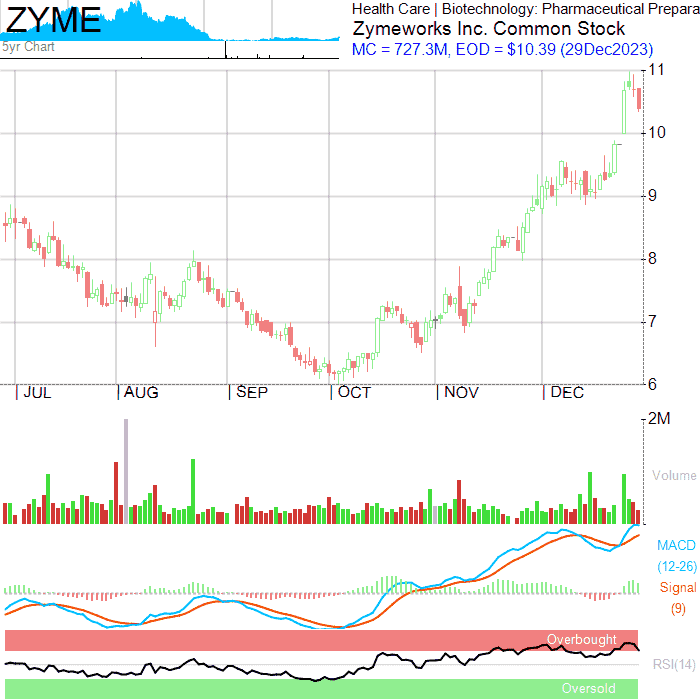 ZYME
5yr Chart
Health Care | Biotechnology: Pharmaceutical Prepara
Zymeworks Inc. Common Stock
MC = 727.3M, EOD = $10.39 (29Dec2023)
11
10
9
8
7
6
JUL AUG SEP OCT NOV DEC
2M
Volume
MACD
(12-26)
Signal
(9)
Overbought
RSI(14)
Oversold